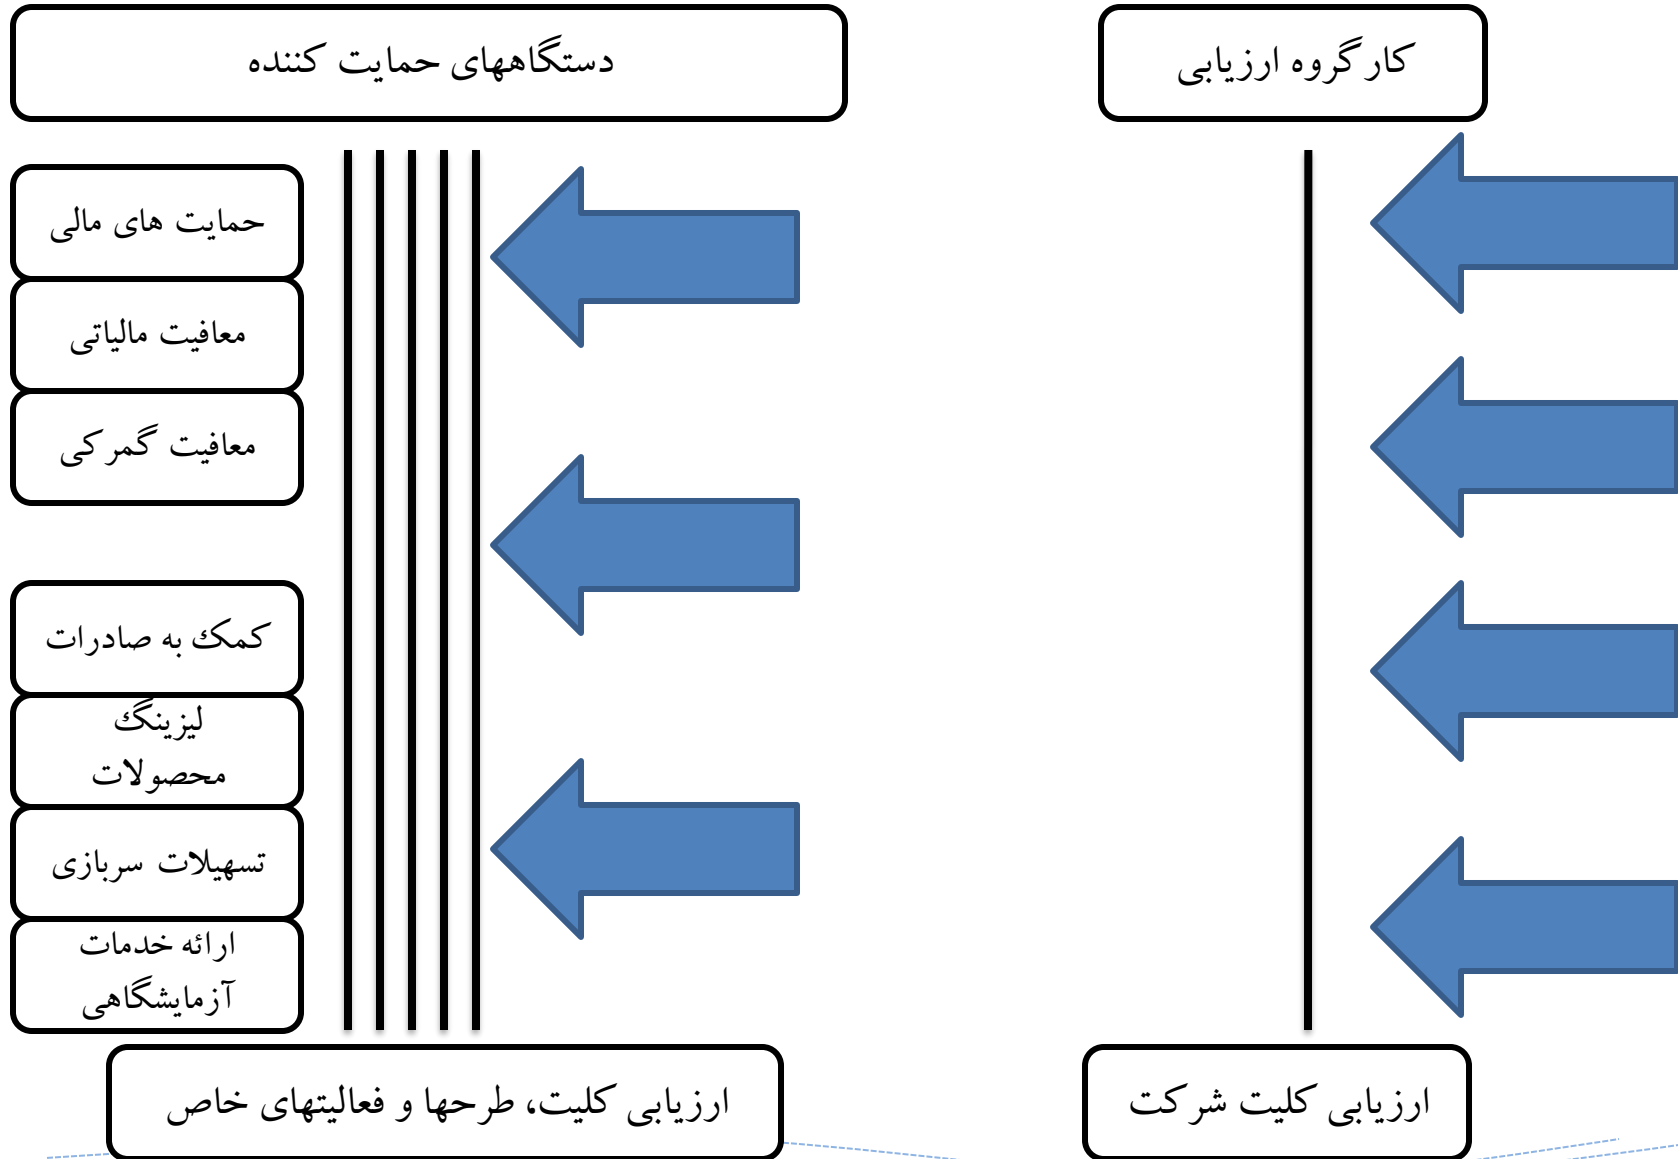 کارگروه ارزیابی
دستگاههای حمایت کننده
حمایت های مالی
معافیت مالیاتی
معافیت گمرکی
کمک به صادرات
لیزینگ
محصولات
تسهیلات سربازی
ارائه خدمات
آزمایشگاهی
ارزیابی کلیت شرکت
ارزیابی کلیت، طرحها و فعالیتهای خاص